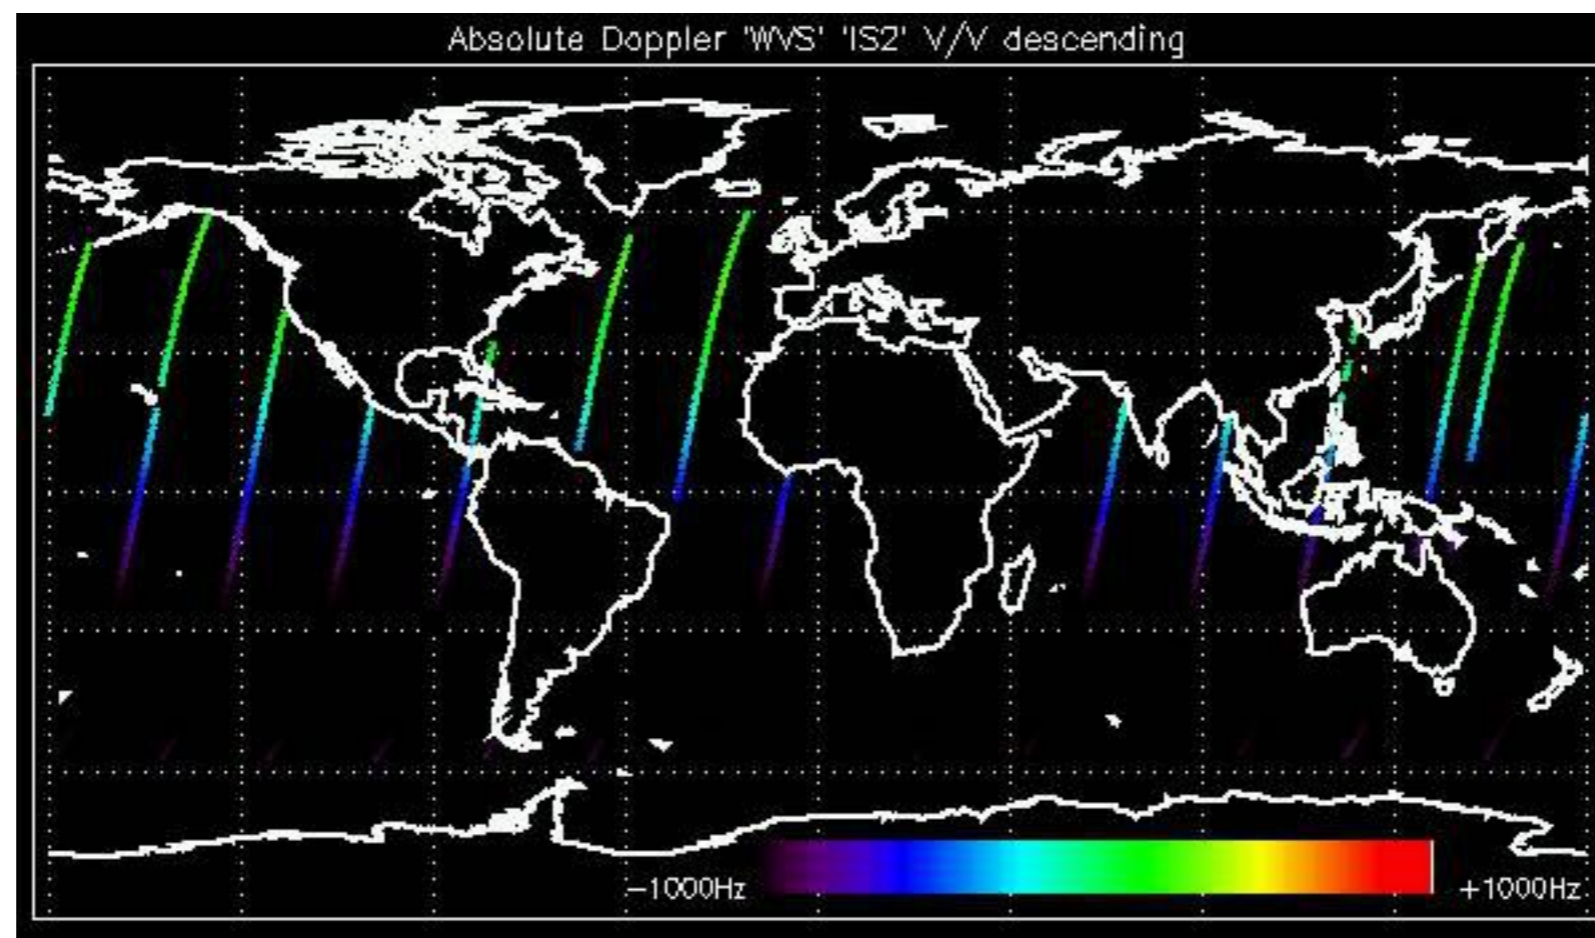 Absolute Doppler 'WVS' 'IS2' V/V descending
−1000Hz +1000Hz